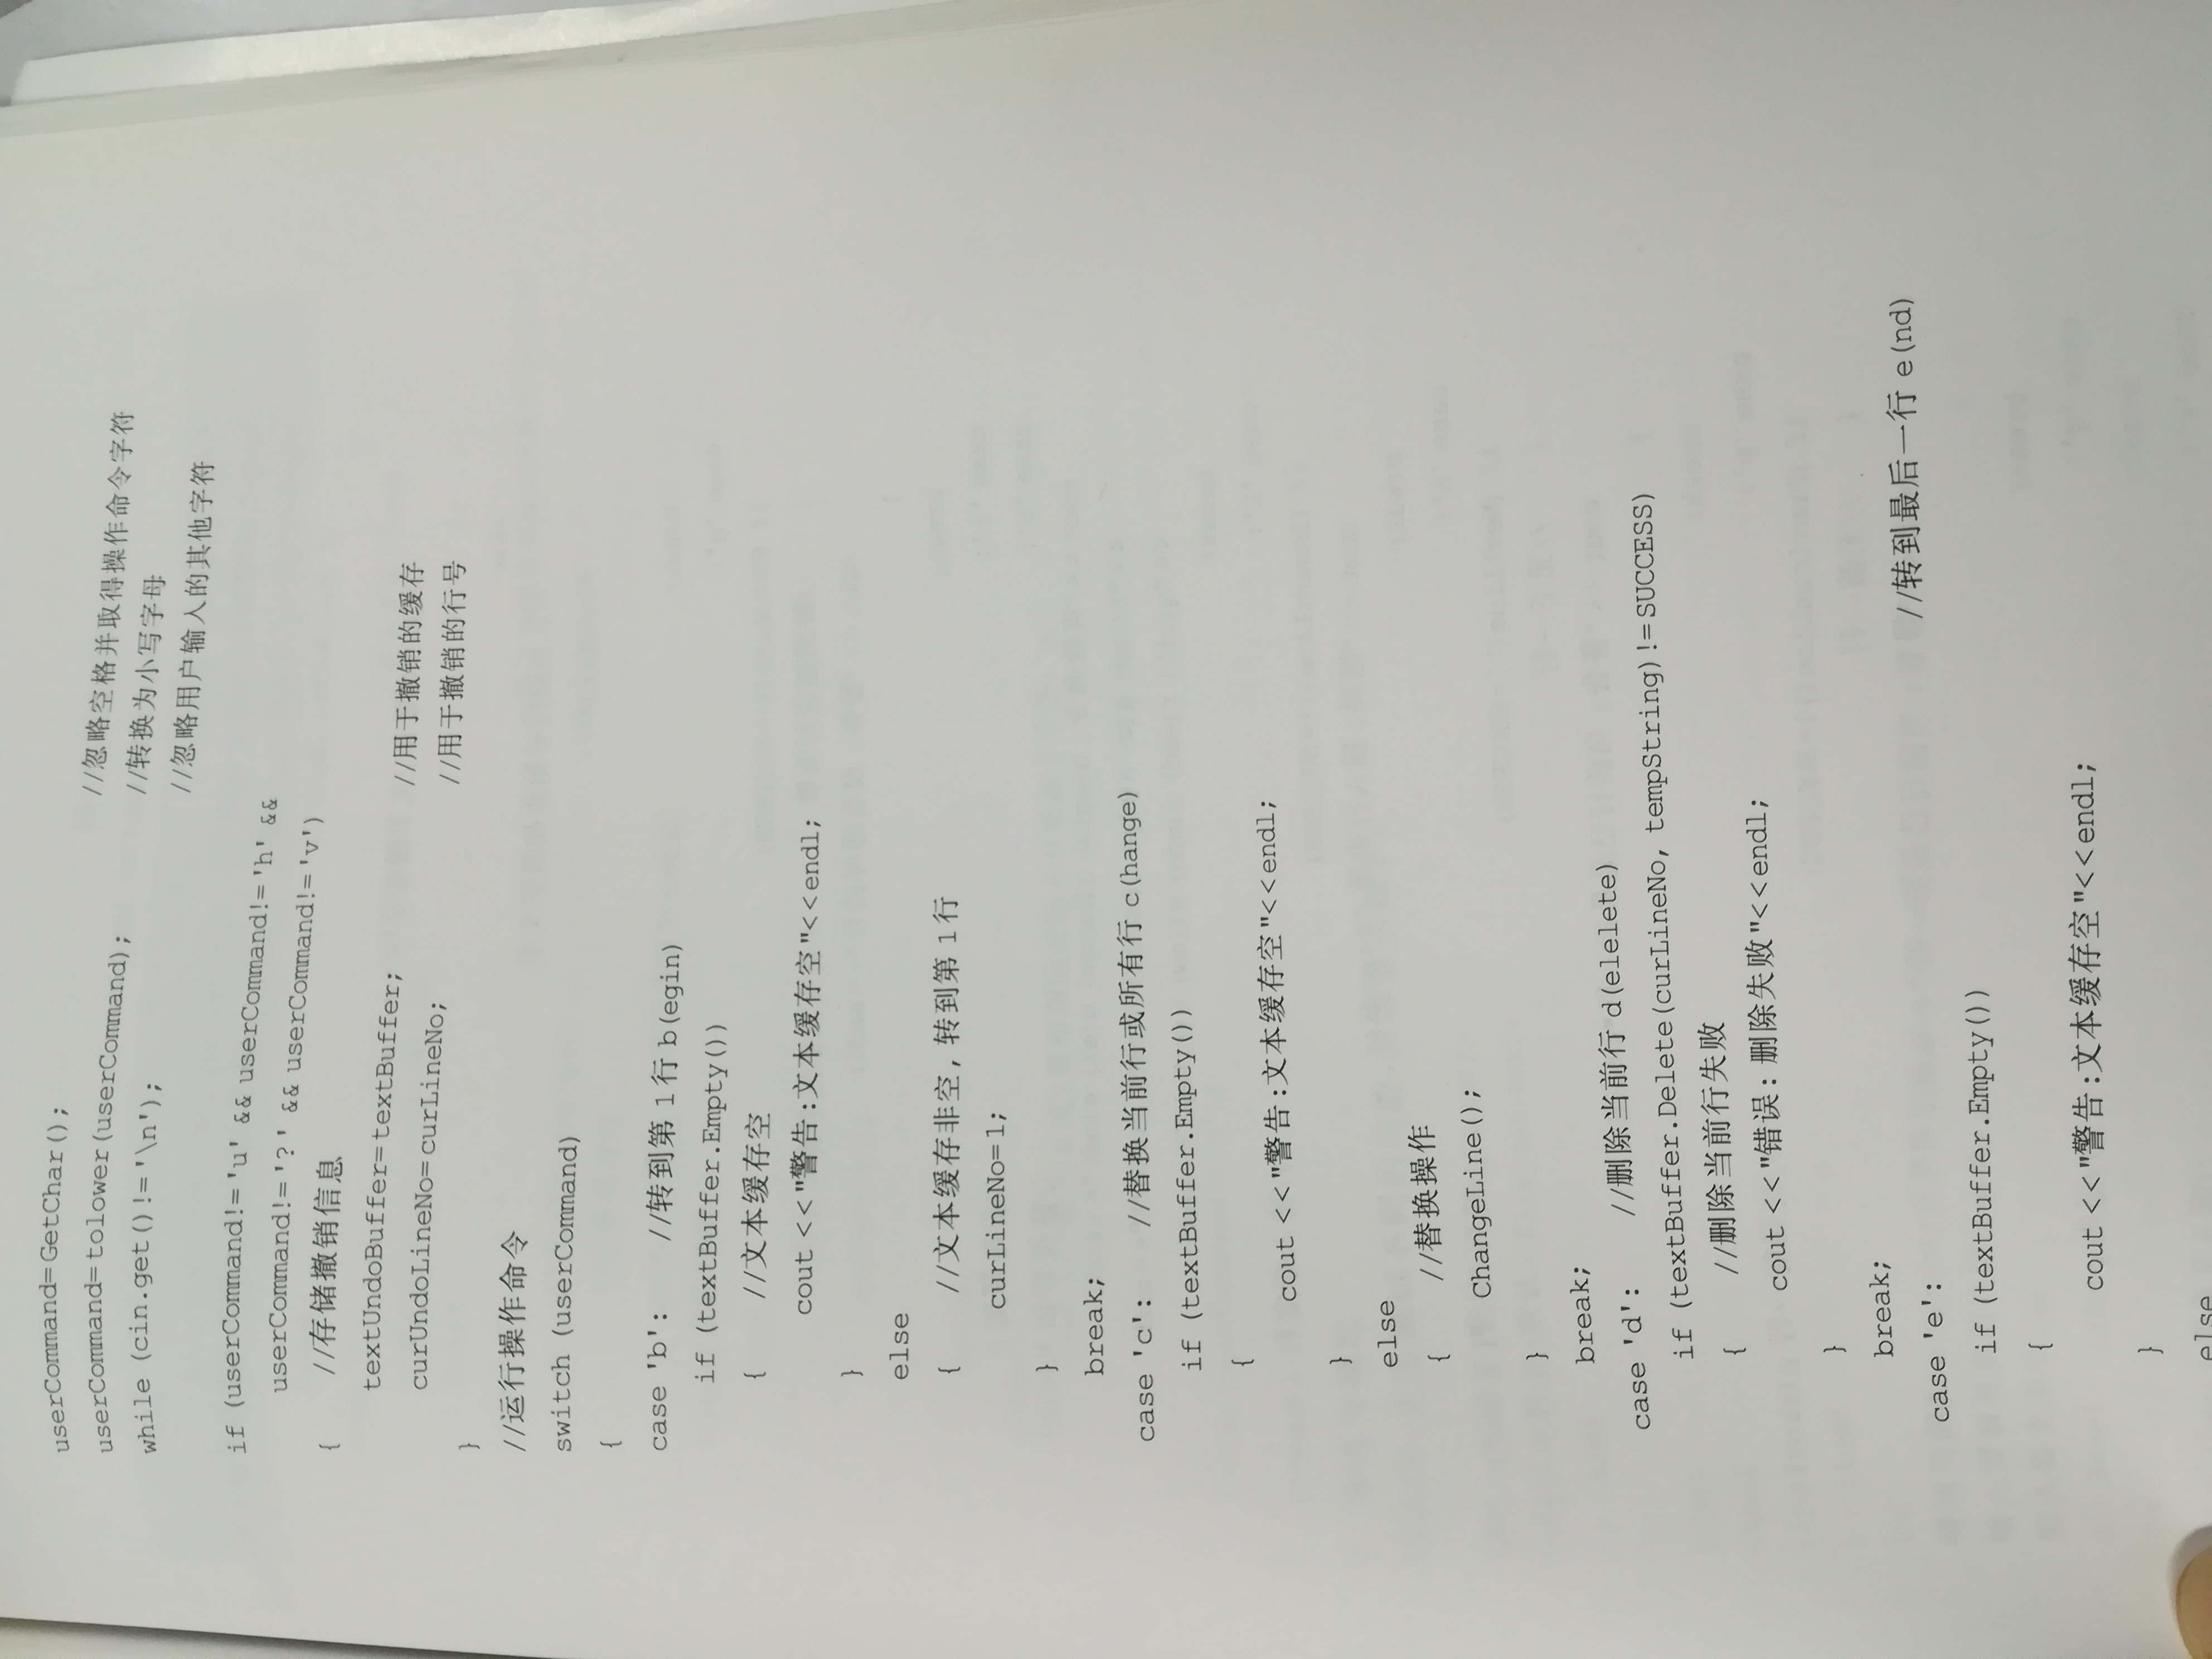 userCommand=GetChar(); //忽略空格并取得操作命令字符
userCommand=tolower(userCommand); //转换为小写字母
while (cin.get()!='\n'); //忽略用户输入的其他字符
if (userCommand!='u' && userCommand!='h' &&
userCommand!='?' && userCommand!='v')
{ //存储撤销信息
textUndoBuffer=textBuffer; //用于撤销的缓存
curUndoLineNo=curLineNo; //用于撤销的行号
}
//运行操作命令
switch (userCommand)
{
case 'b': //转到第 1 行 b(egin)
if (textBuffer.Empty())
{ //文本缓存空
cout <<"警告:文本缓存空"<<endl;
}
else
{ //文本缓存非空, 转到第 1 行
curLineNo=1;
}
break;
case 'c': //替换当前行或所有行 c(hange)
if (textBuffer.Empty())
{
cout <<"警告:文本缓存空"<<endl;
}
else
{ //替换操作
ChangeLine();
}
break;
case 'd': //删除当前行 d(elelete)
if (textBuffer.Delete(curLineNo, tempString)!=SUCCESS)
{ //删除当前行失败
cout <<"错误: 删除失败"<<endl;
}
break;
case 'e': //转到最后一行 e(nd)
if (textBuffer.Empty())
{
cout <<"警告:文本缓存空"<<endl;
}
else